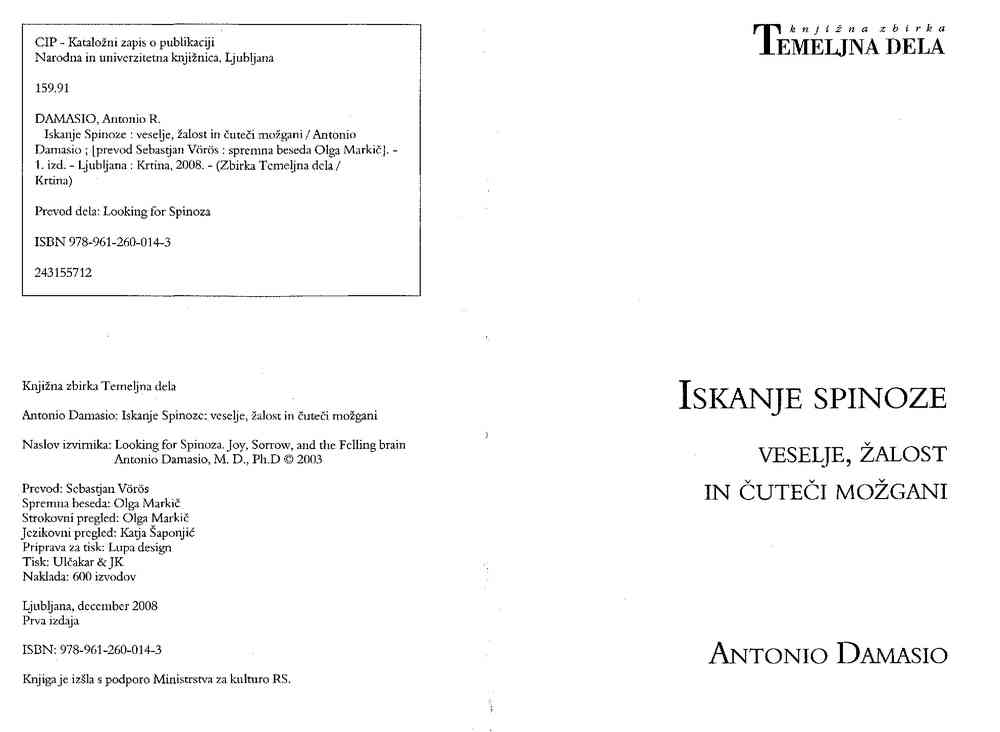 CIP - Kataložni zapis o publikaciji
Narodna in univerzitetna knjižnica, Ljubljana
159.91
DAMASIO, Antonio R.
Iskanje Spinoze : veselje, žalost in čuteči možgani / Antonio
Damasio ; [prevod Sebastjan Vörös : spremna beseda Olga Markič]. -
1. izd. - Ljubljana : Krtina, 2008. - (Zbirka Temeljna dela /
Krtina)
Prevod dela: Looking for Spinoza
ISBN 978-961-260-014-3
243155712
Knjižna zbirka Temeljna dela
Antonio Damasio: Iskanje Spinoze: veselje, žalost in čuteči možgani
Naslov izvirnika: Looking for Spinoza. Joy, Sorrow, and the Felling brain
Antonio Damasio, M. D., Ph.D © 2003
Prevod: Sebastjan Vörös
Spremna beseda: Olga Markič
Strokovni pregled: Olga Markič
Jezikovni pregled: Katja Šaponjić
Priprava za tisk: Lupa design
Tisk: Ulčakar & JK
Naklada: 600 izvodov
Ljubljana, december 2008
Prva izdaja
ISBN: 978-961-260-014-3
Knjiga je izšla s podporo Ministrstva za kulturo RS.
knjižna zbirka
TEMELJNA DELA
ISKANJE SPINOZE
VESELJE, ŽALOST
IN ČUTEČI MOŽGANI
ANTONIO DAMASIO